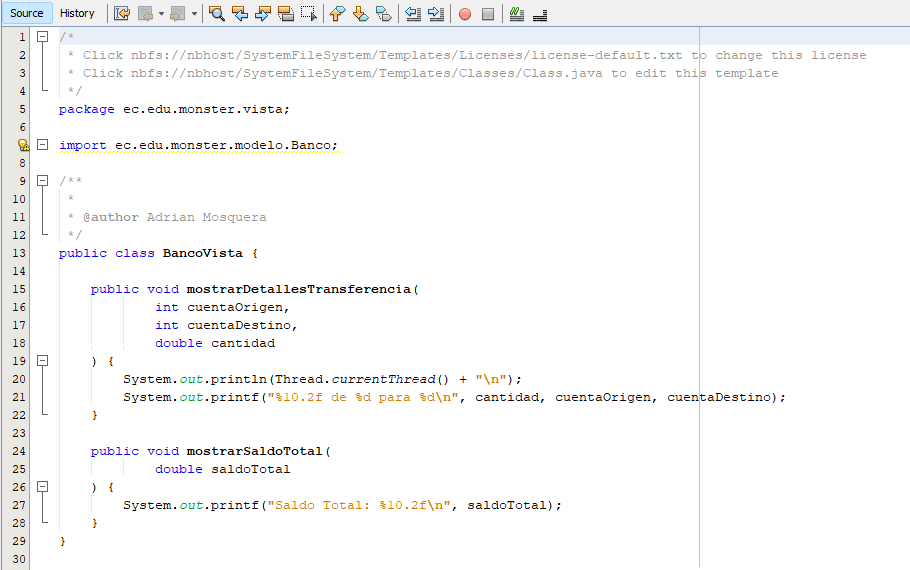 Source History
1 /*
2  * Click nbfs://nbhost/SystemFileSystem/Templates/Licenses/license-default.txt to change this license
3  * Click nbfs://nbhost/SystemFileSystem/Templates/Classes/Class.java to edit this template
4  */
5 package ec.edu.monster.vista;
6
import ec.edu.monster.modelo.Banco;
8
9 /**
10  *
11  * @author Adrian Mosquera
12  */
13 public class BancoVista {
14
15     public void mostrarDetallesTransferencia(
16             int cuentaOrigen,
17             int cuentaDestino,
18             double cantidad
19     ) {
20         System.out.println(Thread.currentThread() + "\n");
21         System.out.printf("%10.2f de %d para %d\n", cantidad, cuentaOrigen, cuentaDestino);
22     }
23
24     public void mostrarSaldoTotal(
25             double saldoTotal
26     ) {
27         System.out.printf("Saldo Total: %10.2f\n", saldoTotal);
28     }
29 }
30